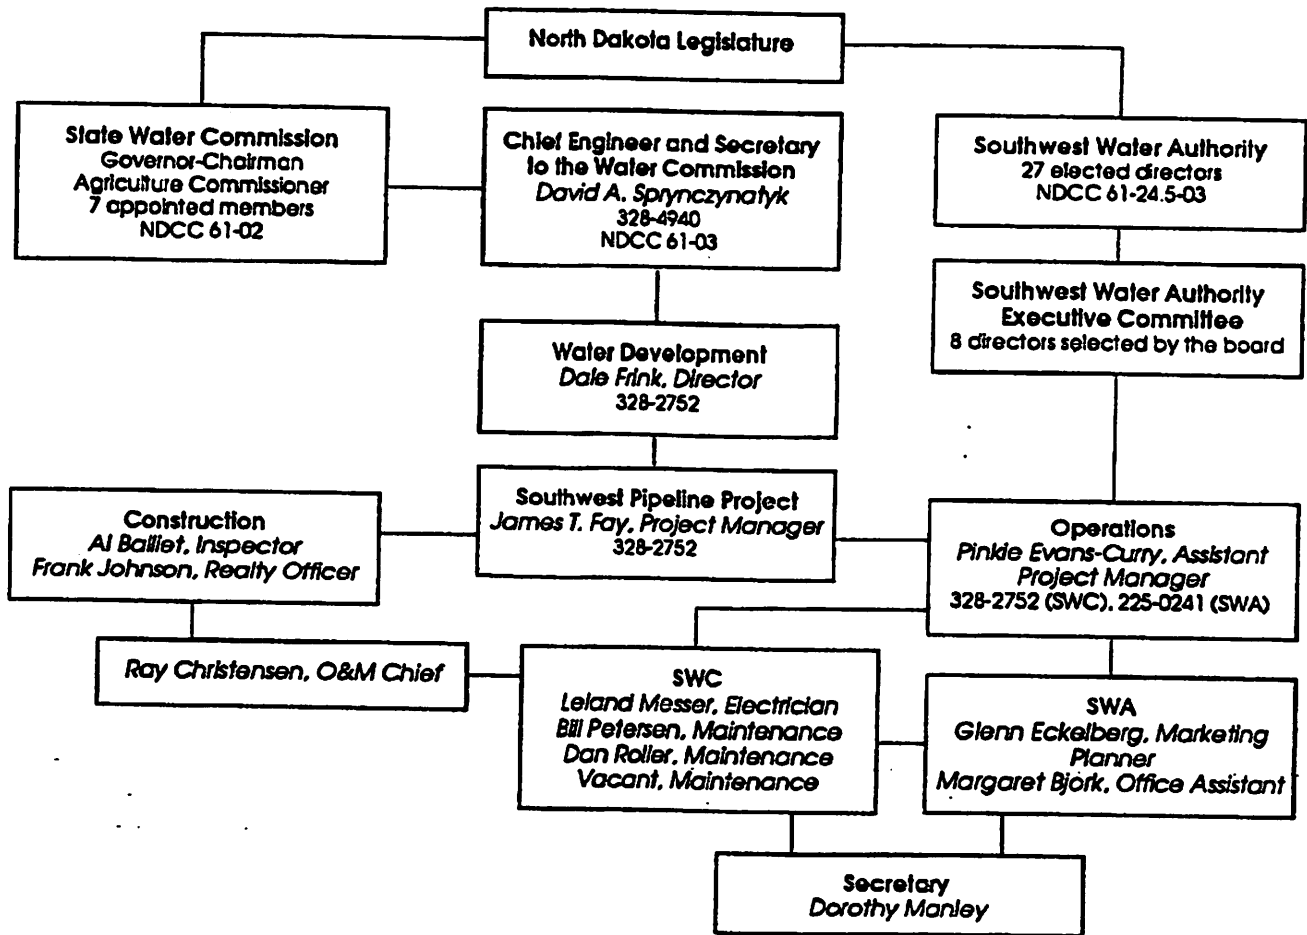 North Dakota Legislature
State Water Commission
Governor-Chairman
Agriculture Commissioner
7 appointed members
NDCC 61-02
Chief Engineer and Secretary
to the Water Commission
David A. Sprynczynatyk
328-4940
NDCC 61-03
Southwest Water Authority
27 elected directors
NDCC 61-24.5-03
Southwest Water Authority
Executive Committee
8 directors selected by the board
Water Development
Dale Frink, Director
328-2752
Southwest Pipeline Project
James T. Fay, Project Manager
328-2752
Construction
Al Balliet, Inspector
Frank Johnson, Realty Officer
Operations
Pinkie Evans-Curry, Assistant
Project Manager
328-2752 (SWC), 225-0241 (SWA)
Ray Christensen, O&M Chief
SWC
Leland Messer, Electrician
Bill Petersen, Maintenance
Dan Roller, Maintenance
Vacant, Maintenance
SWA
Glenn Eckelberg, Marketing
Planner
Margaret Bjork, Office Assistant
Secretary
Dorothy Manley